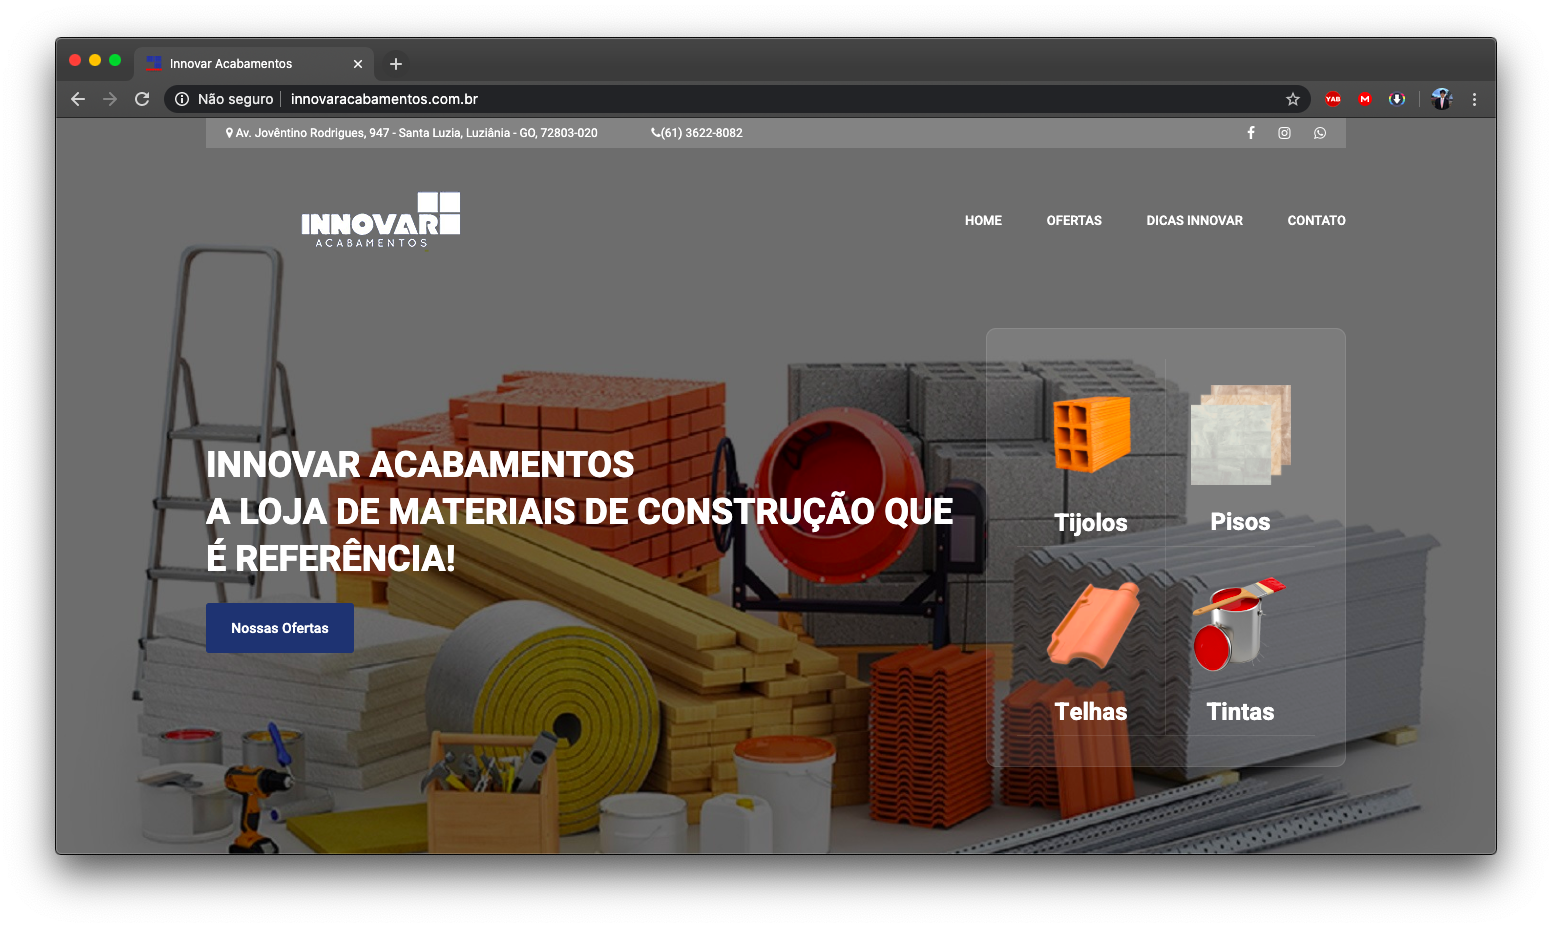 Innovar Acabamentos
Não seguro
innovaracabamentos.com.br
YAB
M
Av. Jovêntino Rodrigues, 947 - Santa Luzia, Luziânia - GO, 72803-020
(61) 3622-8082
INNOVAR
ACABAMENTOS
HOME
OFERTAS
DICAS INNOVAR
CONTATO
INNOVAR ACABAMENTOS
A LOJA DE MATERIAIS DE CONSTRUÇÃO QUE
É REFERÊNCIA!
Nossas Ofertas
Tijolos
Pisos
Telhas
Tintas